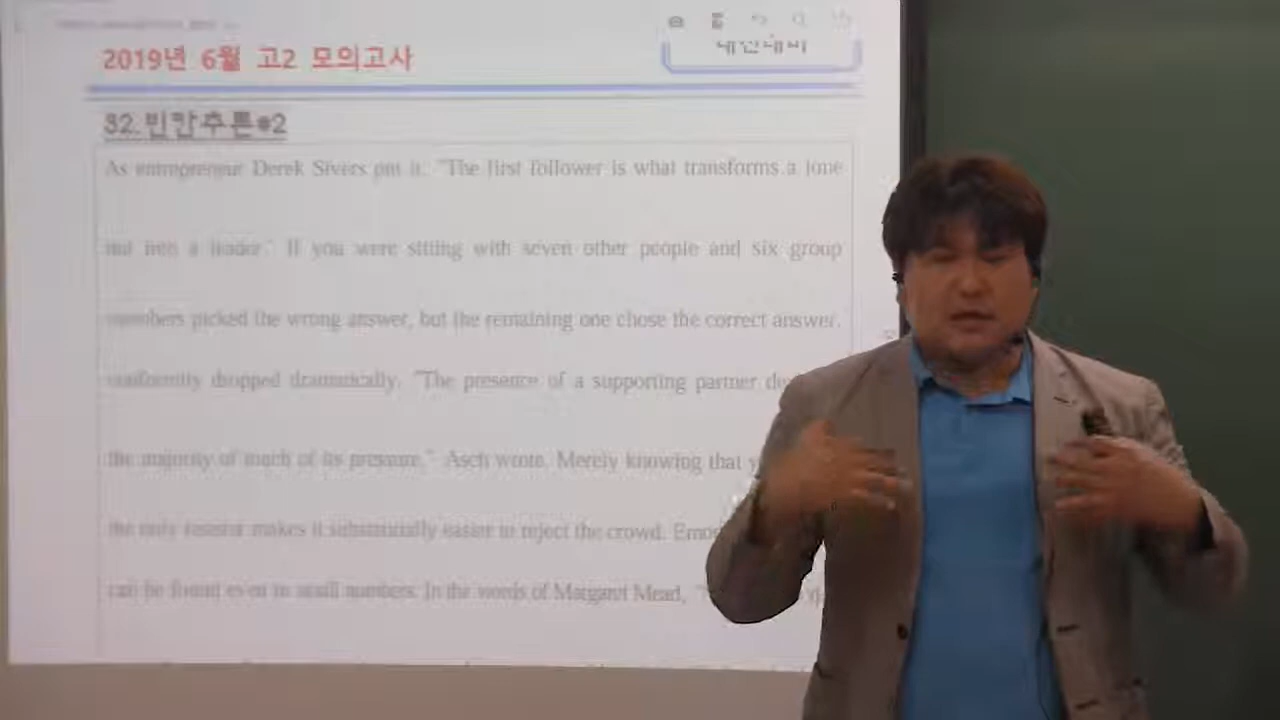 내신대비
2019년 6월 고2 모의고사
32.빈칸추론#2
As entrepreneur Derek Sivers put it, "The first follower is what transforms a lone
nut into a leader." If you were sitting with seven other people and six group
members picked the wrong answer, but the remaining one chose the correct answer,
conformity dropped dramatically. "The presence of a supporting partner
the majority of much of its pressure," Asch wrote. Merely knowing that
the only resistor makes it substantially easier to reject the crowd.
can be found even in small numbers. In the words of Margaret Mead,